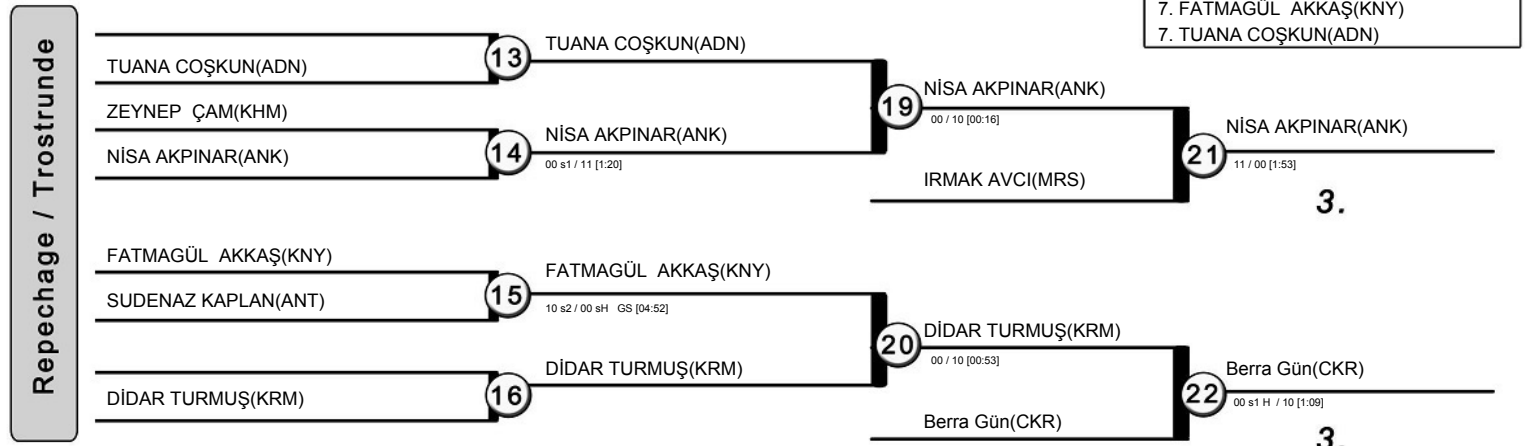 7. FATMAGÜL AKKAŞ(KNY)
7. TUANA COŞKUN(ADN)
Repechage / Trostrunde
TUANA COŞKUN(ADN)
13
TUANA COŞKUN(ADN)
ZEYNEP ÇAM(KHM)
NİSA AKPINAR(ANK)
14
NİSA AKPINAR(ANK)
00 s1 / 11 [1:20]
19
NİSA AKPINAR(ANK)
00 / 10 [00:16]
IRMAK AVCI(MRS)
21
NİSA AKPINAR(ANK)
11 / 00 [1:53]
3.
FATMAGÜL AKKAŞ(KNY)
SUDENAZ KAPLAN(ANT)
15
FATMAGÜL AKKAŞ(KNY)
10 s2 / 00 sH GS [04:52]
DİDAR TURMUŞ(KRM)
16
DİDAR TURMUŞ(KRM)
20
DİDAR TURMUŞ(KRM)
00 / 10 [00:53]
Berra Gün(CKR)
22
Berra Gün(CKR)
00 s1 H / 10 [1:09]
3.